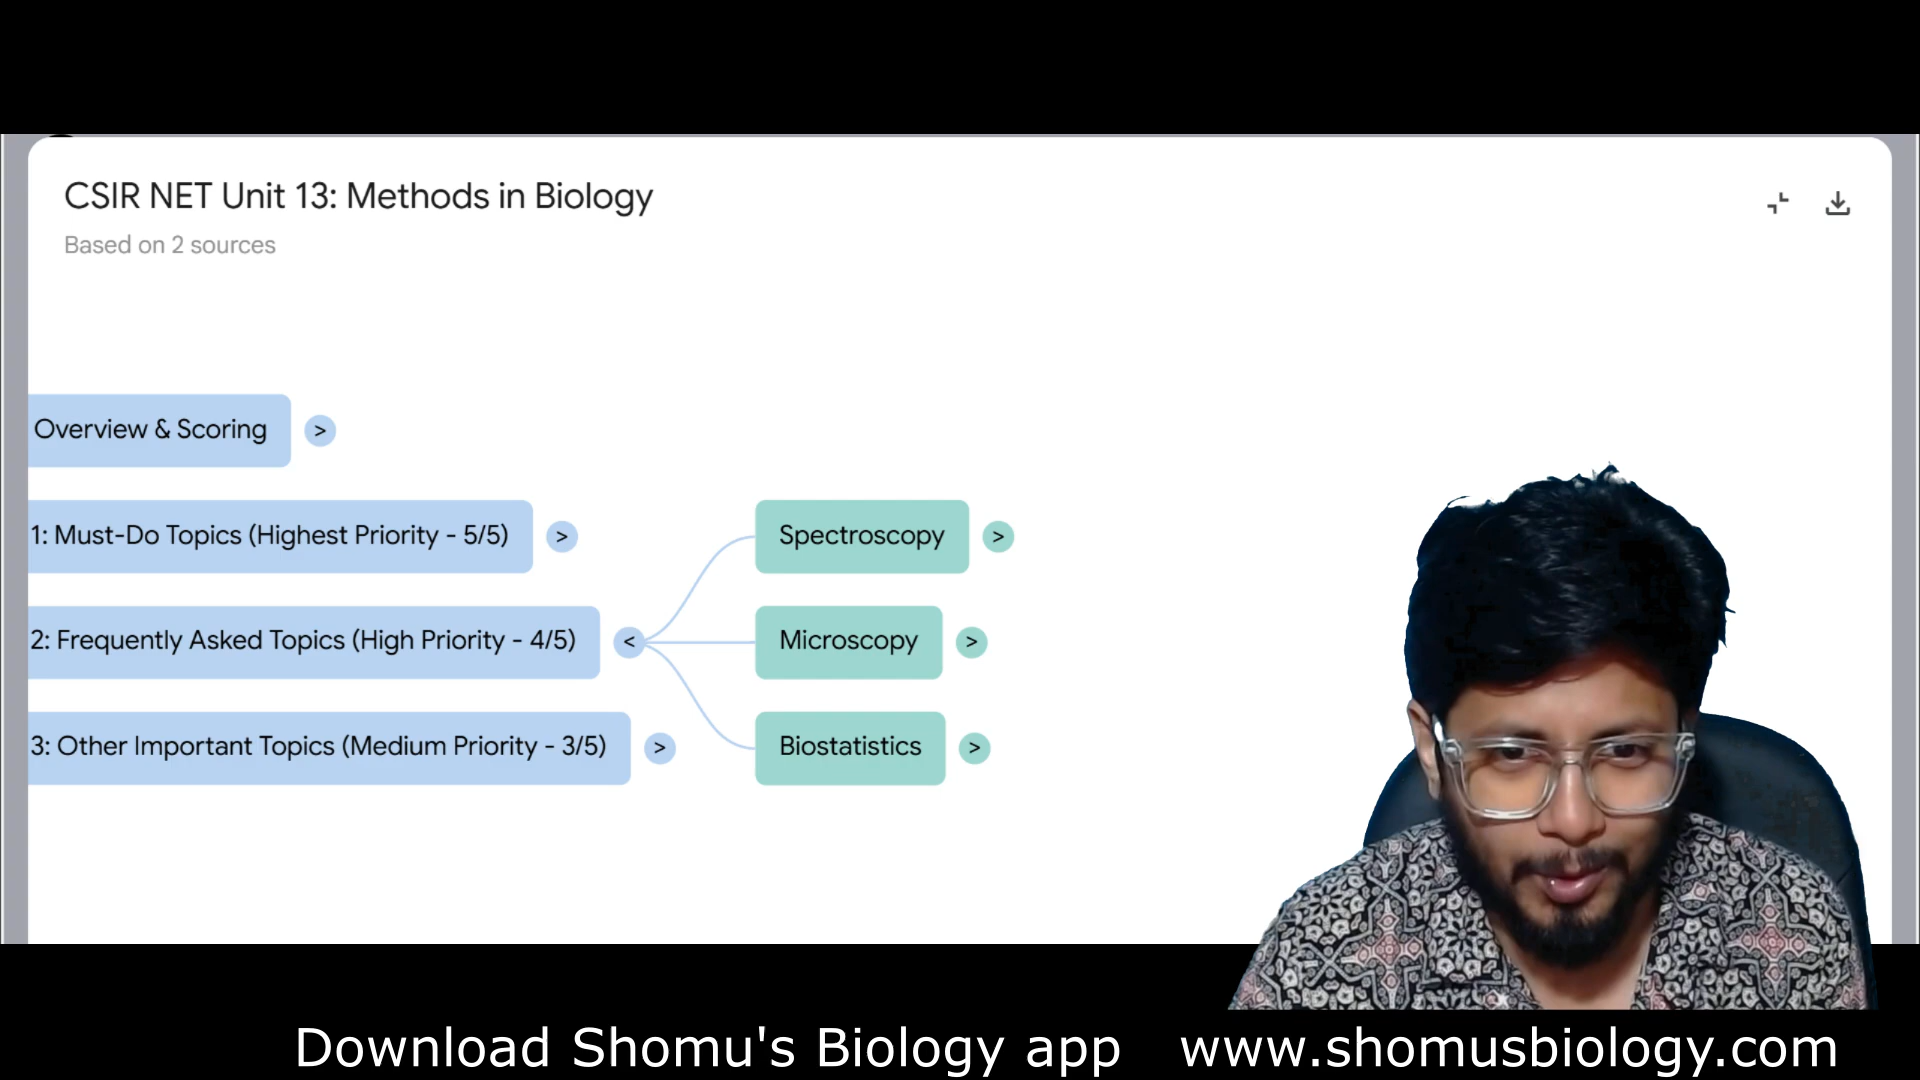 CSIR NET Unit 13: Methods in Biology
Based on 2 sources
Overview & Scoring >
1: Must-Do Topics (Highest Priority - 5/5) >
2: Frequently Asked Topics (High Priority - 4/5) <
3: Other Important Topics (Medium Priority - 3/5) >
Spectroscopy >
Microscopy >
Biostatistics >
Download Shomu's Biology app www.shomusbiology.com